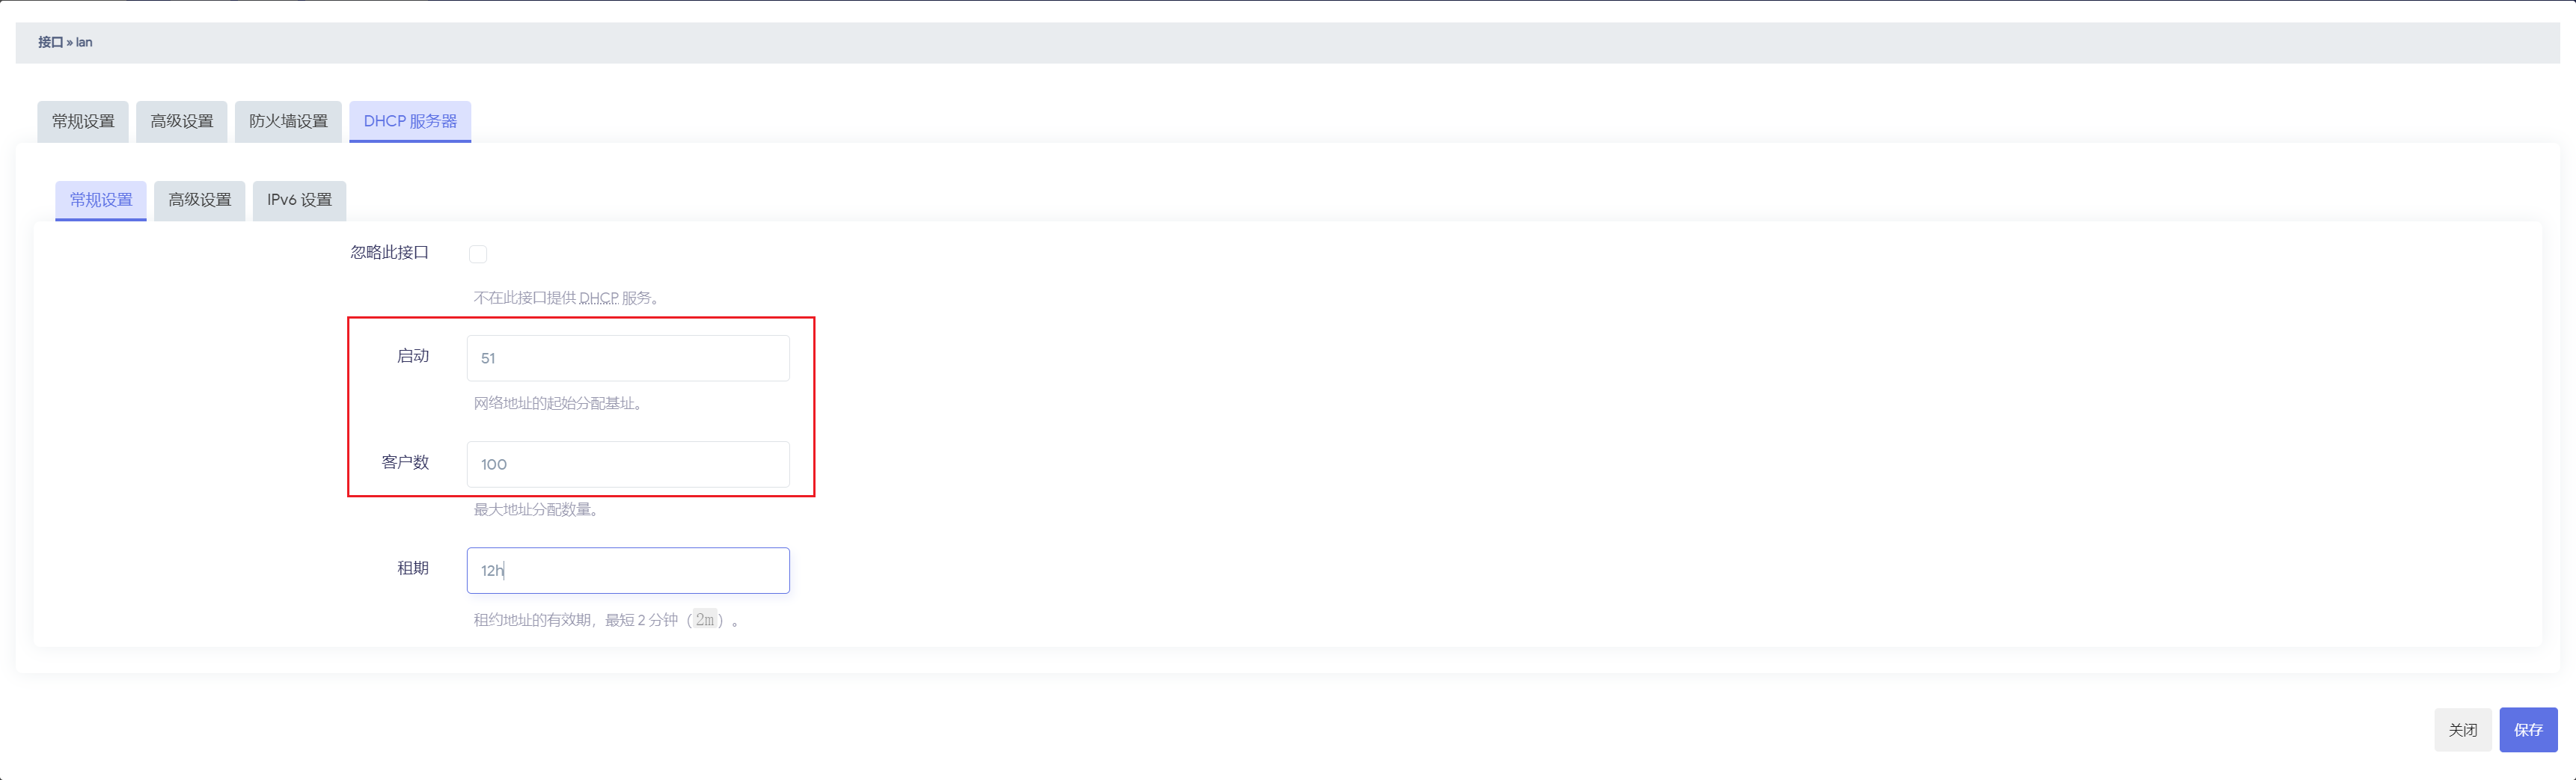 接口 » lan
常规设置 高级设置 防火墙设置 DHCP 服务器
常规设置 高级设置 IPv6 设置
忽略此接口
不在此接口提供 DHCP 服务。
启动 51
网络地址的起始分配基址。
客户数 100
最大地址分配数量。
租期 12h
租约地址的有效期，最短 2 分钟（2m）。
关闭 保存